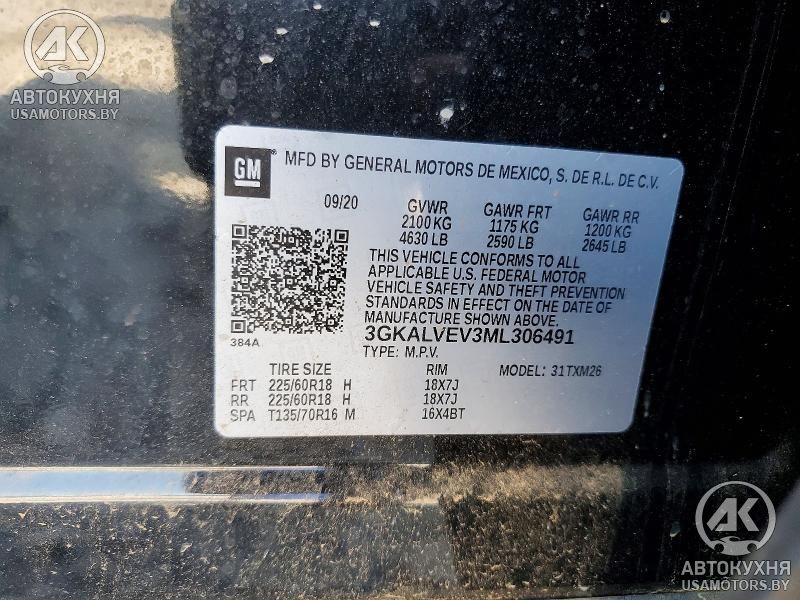 AK
АВТОКУХНЯ
USAMOTORS.BY
GM
MFD BY GENERAL MOTORS DE MEXICO, S. DE R.L. DE C.V.
09/20 GVWR GAWR FRT GAWR RR
2100 KG 1175 KG 1200 KG
4630 LB 2590 LB 2645 LB
THIS VEHICLE CONFORMS TO ALL
APPLICABLE U.S. FEDERAL MOTOR
VEHICLE SAFETY AND THEFT PREVENTION
STANDARDS IN EFFECT ON THE DATE OF
MANUFACTURE SHOWN ABOVE.
384A 3GKALVEV3ML306491
TYPE: M.P.V.
TIRE SIZE RIM MODEL: 31TXM26
FRT 225/60R18 H 18X7J
RR 225/60R18 H 18X7J
SPA T135/70R16 M 16X4BT
AK
АВТОКУХНЯ
USAMOTORS.BY